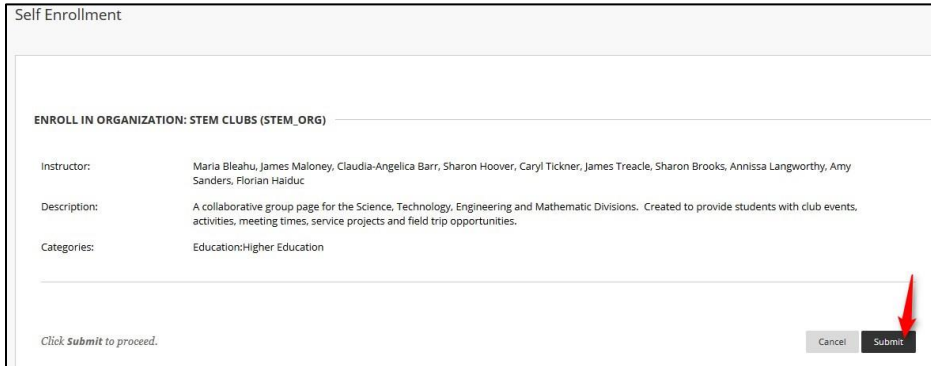 Self Enrollment
ENROLL IN ORGANIZATION: STEM CLUBS (STEM_ORG)
Instructor: Maria Bleahu, James Maloney, Claudia-Angelica Barr, Sharon Hoover, Caryl Tickner, James Treacle, Sharon Brooks, Annissa Langworthy, Amy
Sanders, Florian Haiduc
Description: A collaborative group page for the Science, Technology, Engineering and Mathematic Divisions. Created to provide students with club events,
activities, meeting times, service projects and field trip opportunities.
Categories: Education:Higher Education
Click Submit to proceed. Cancel Submit